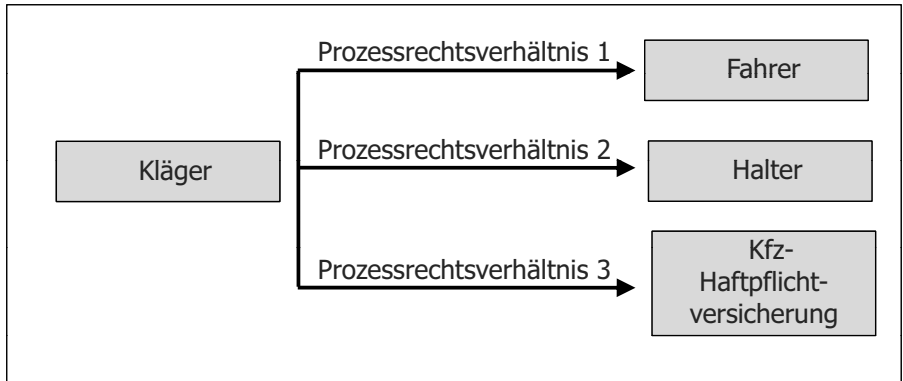 Prozessrechtsverhältnis 1
Fahrer
Kläger
Prozessrechtsverhältnis 2
Halter
Prozessrechtsverhältnis 3
Kfz-
Haftpflicht-
versicherung